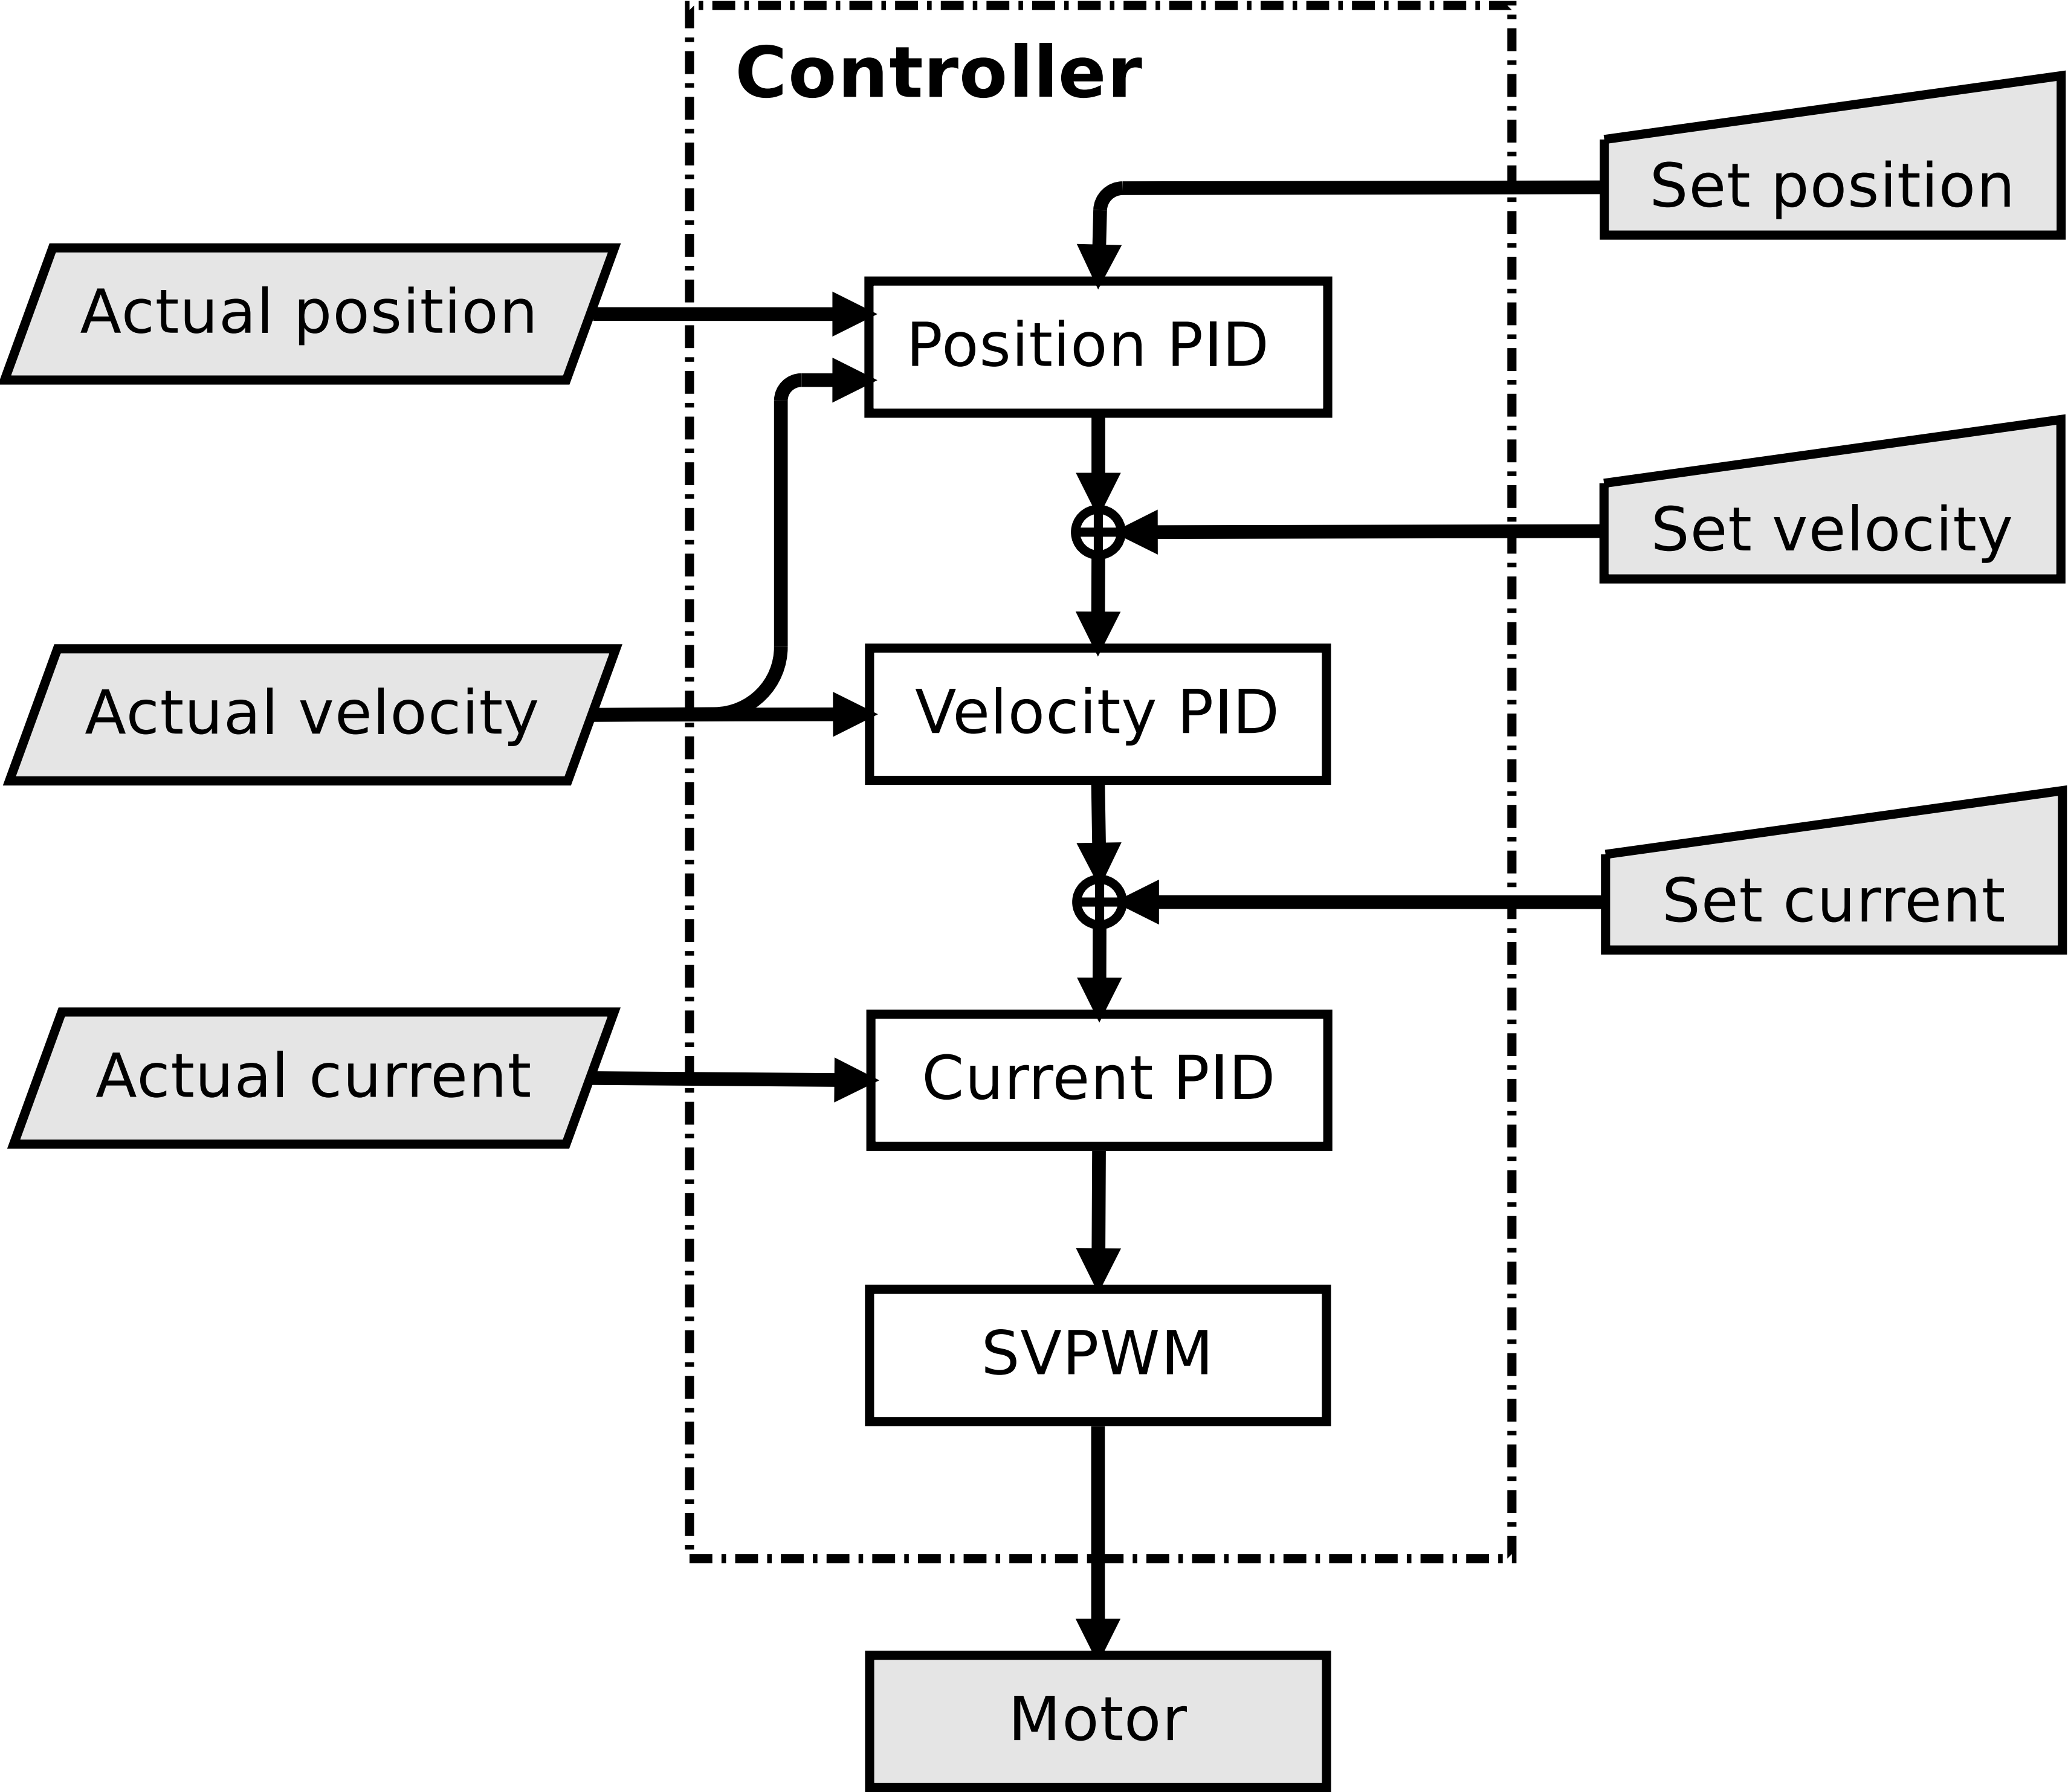 Controller
Set position
Actual position
Position PID
Set velocity
Actual velocity
Velocity PID
Set current
Actual current
Current PID
SVPWM
Motor